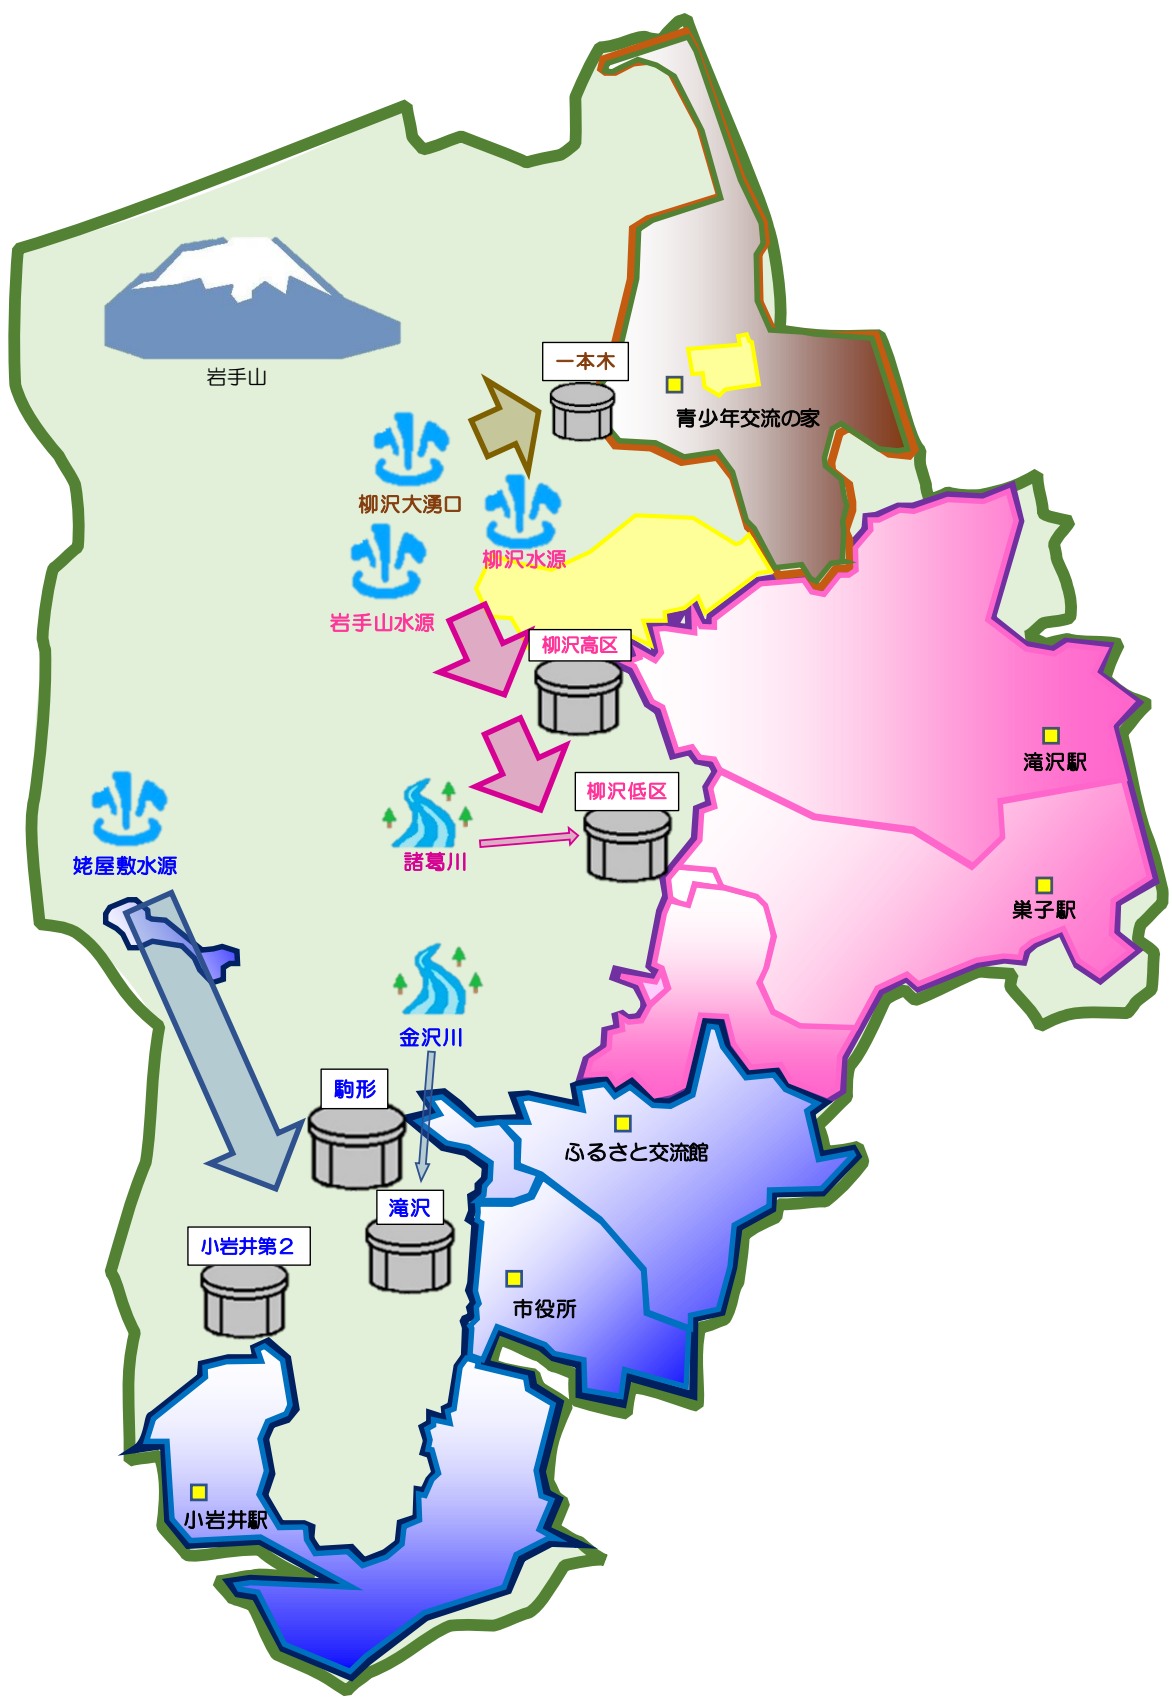 岩手山
一本木
青少年交流の家
柳沢大湧口
柳沢水源
岩手山水源
柳沢高区
滝沢駅
柳沢低区
諸葛川
姥屋敷水源
巣子駅
金沢川
駒形
ふるさと交流館
滝沢
小岩井第２
市役所
小岩井駅